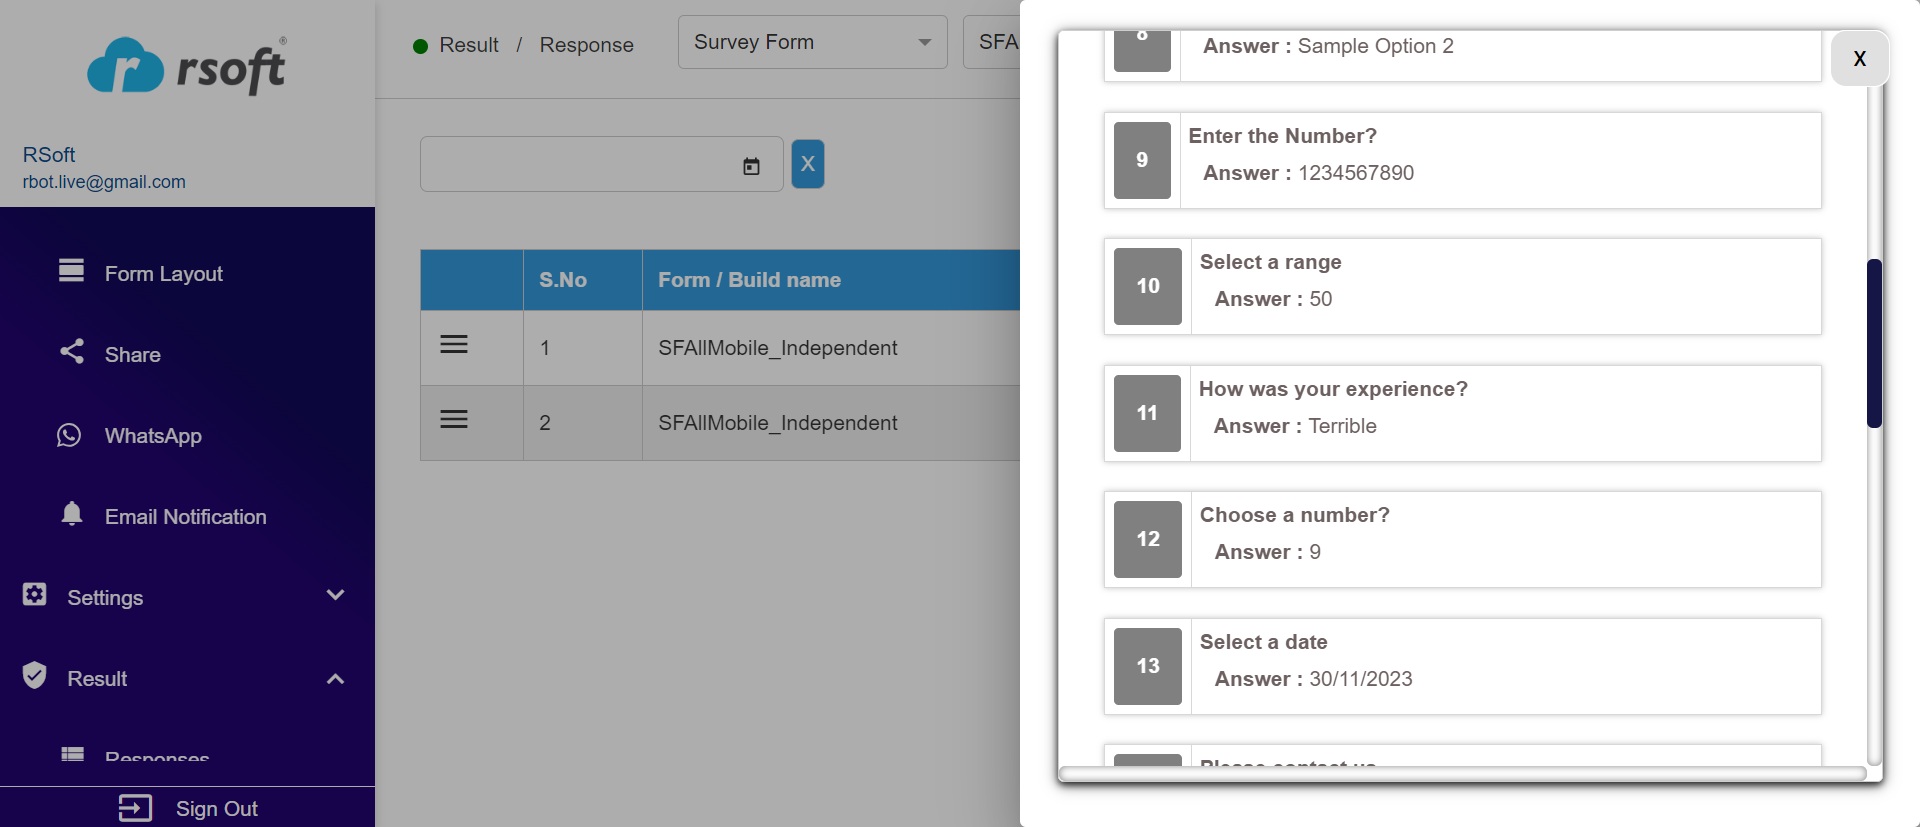 rsoft®
RSoft
rbot.live@gmail.com
Form Layout
Share
WhatsApp
Email Notification
Settings
Result
Responses
Sign Out
Result / Response
Survey Form
SFA
X
S.No Form / Build name
1 SFAllMobile_Independent
2 SFAllMobile_Independent
X
8
Answer : Sample Option 2
9
Enter the Number?
Answer : 1234567890
10
Select a range
Answer : 50
11
How was your experience?
Answer : Terrible
12
Choose a number?
Answer : 9
13
Select a date
Answer : 30/11/2023
Please contact us